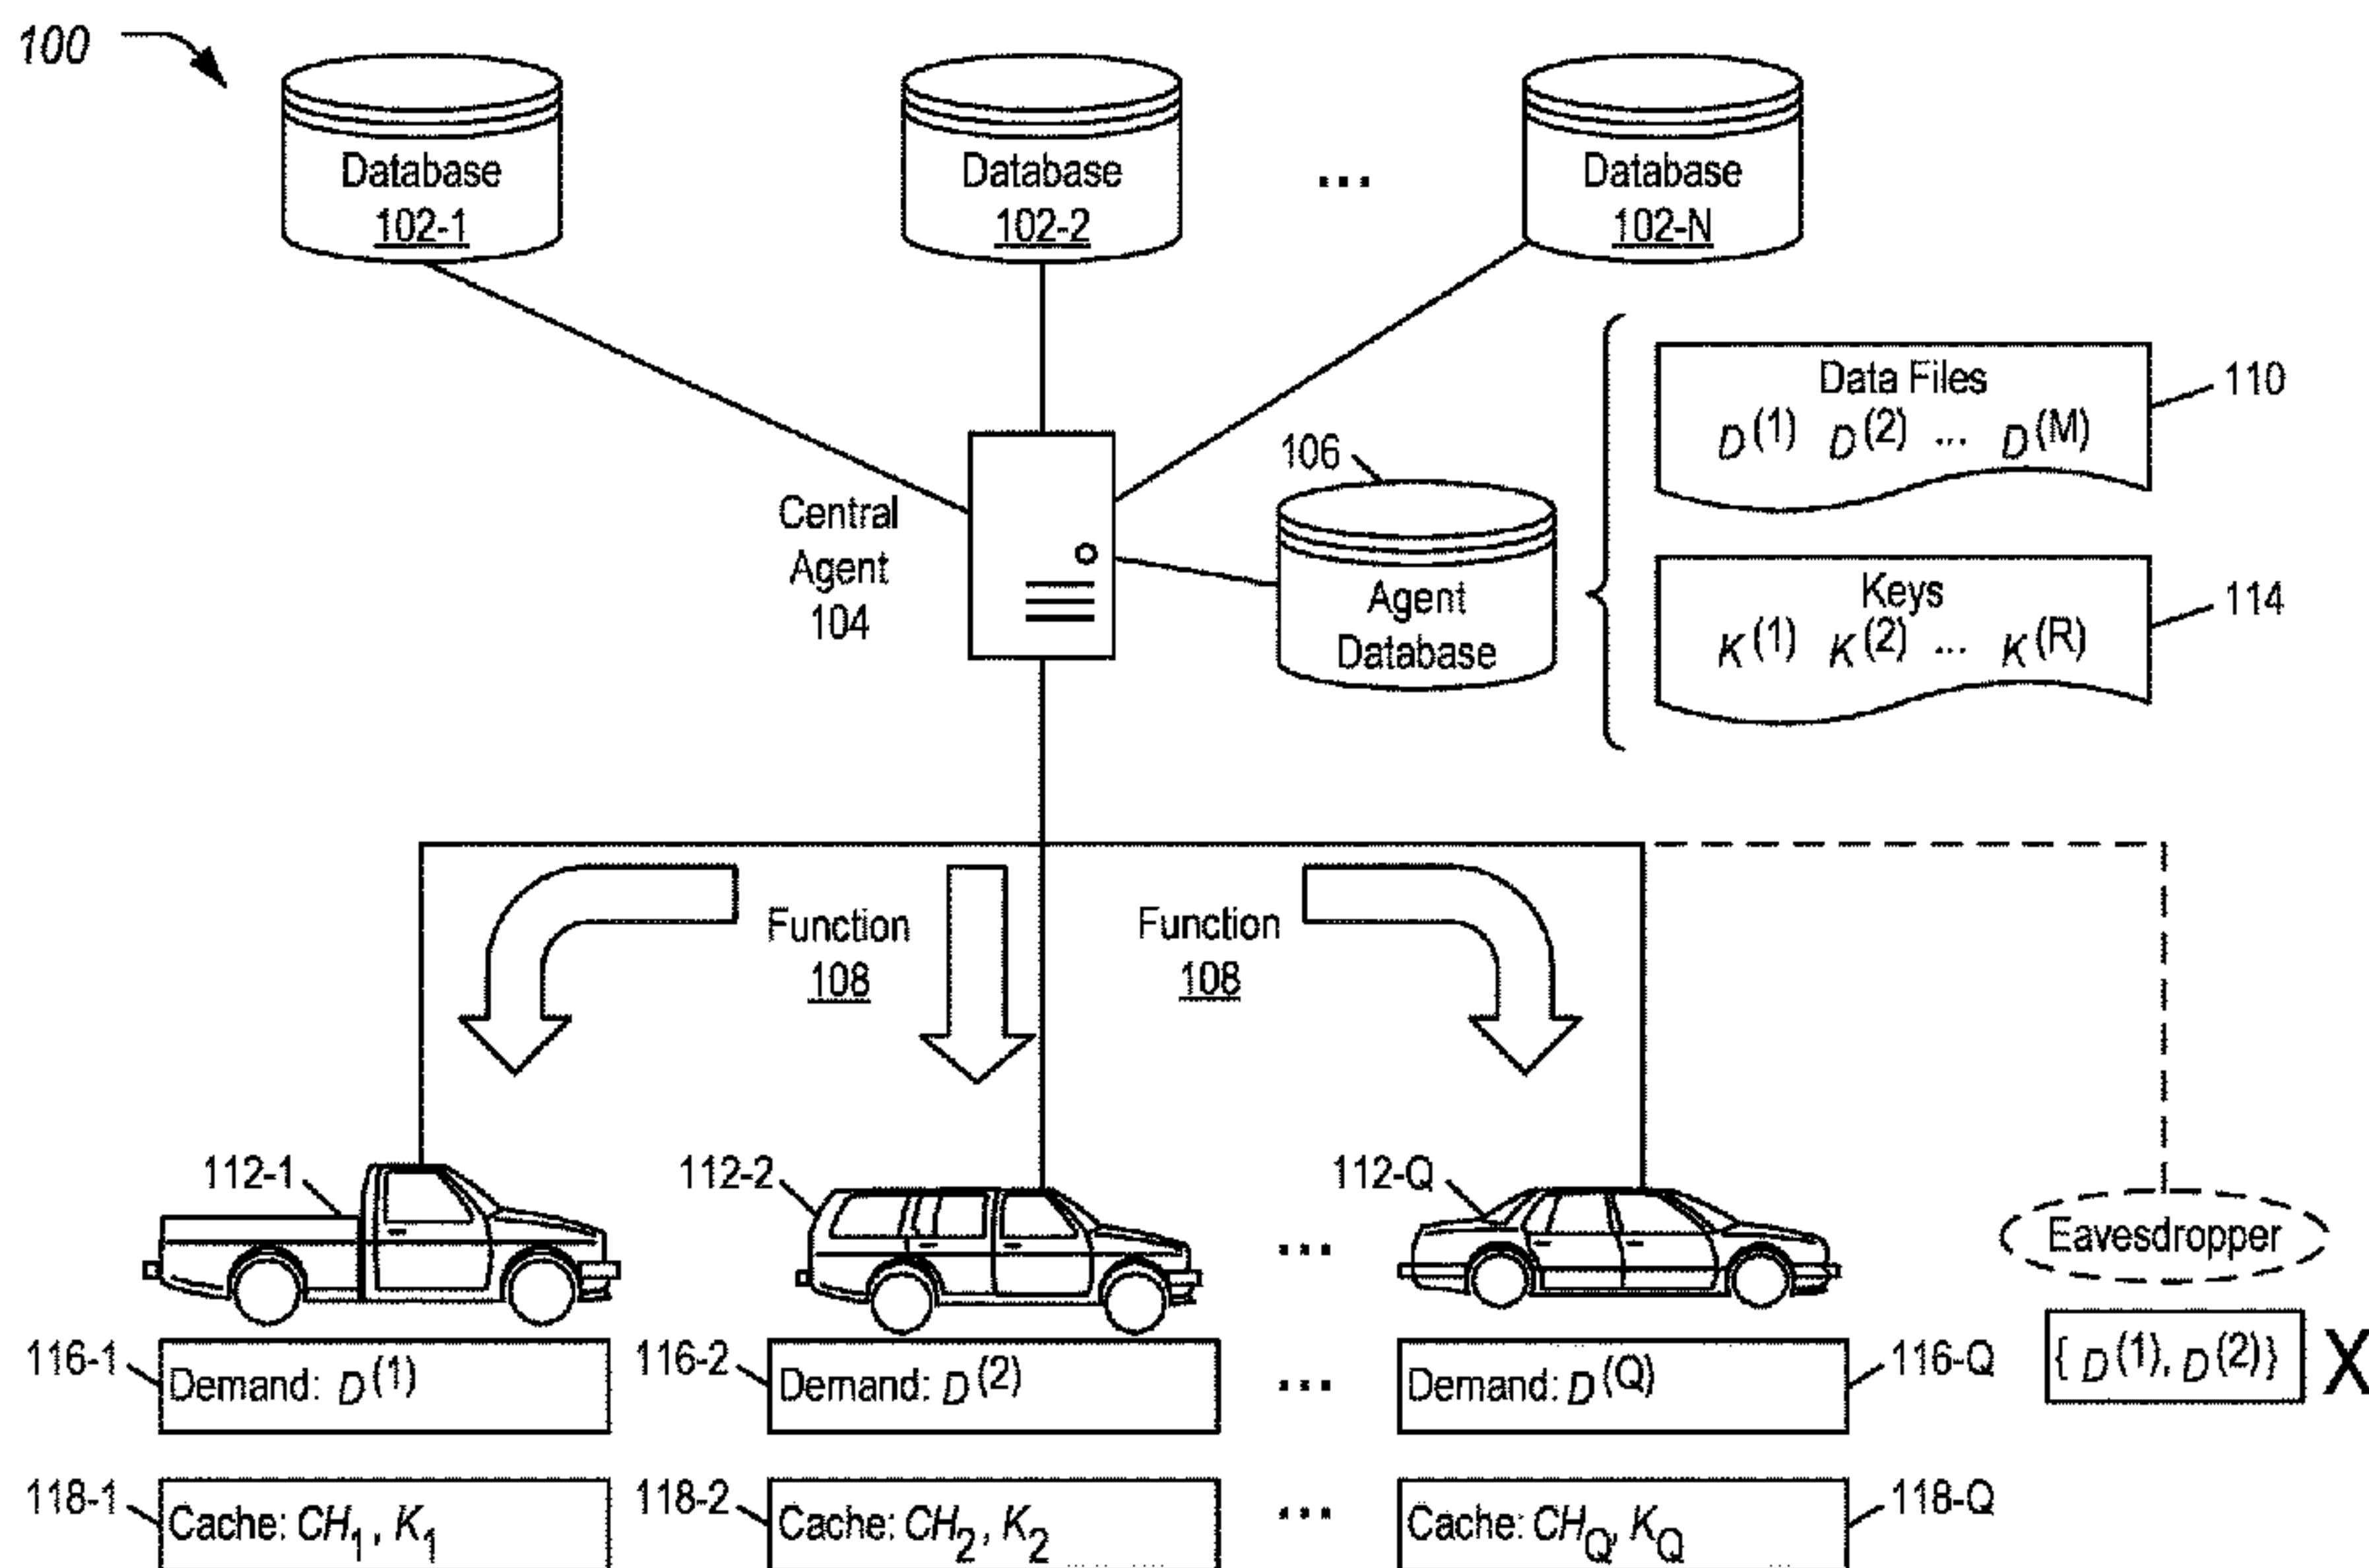 100
Database
102-1
Database
102-2
...
Database
102-N
Data Files
D(1) D(2) ... D(M)
110
Keys
K(1) K(2) ... K(R)
114
106
Central
Agent
104
Agent
Database
Function
108
Function
108
112-1
112-2
...
112-Q
Eavesdropper
116-1
Demand: D(1)
116-2
Demand: D(2)
...
Demand: D(Q)
116-Q
{ D(1), D(2)}
X
118-1
Cache: CH1, K1
118-2
Cache: CH2, K2
...
Cache: CHQ, KQ
118-Q